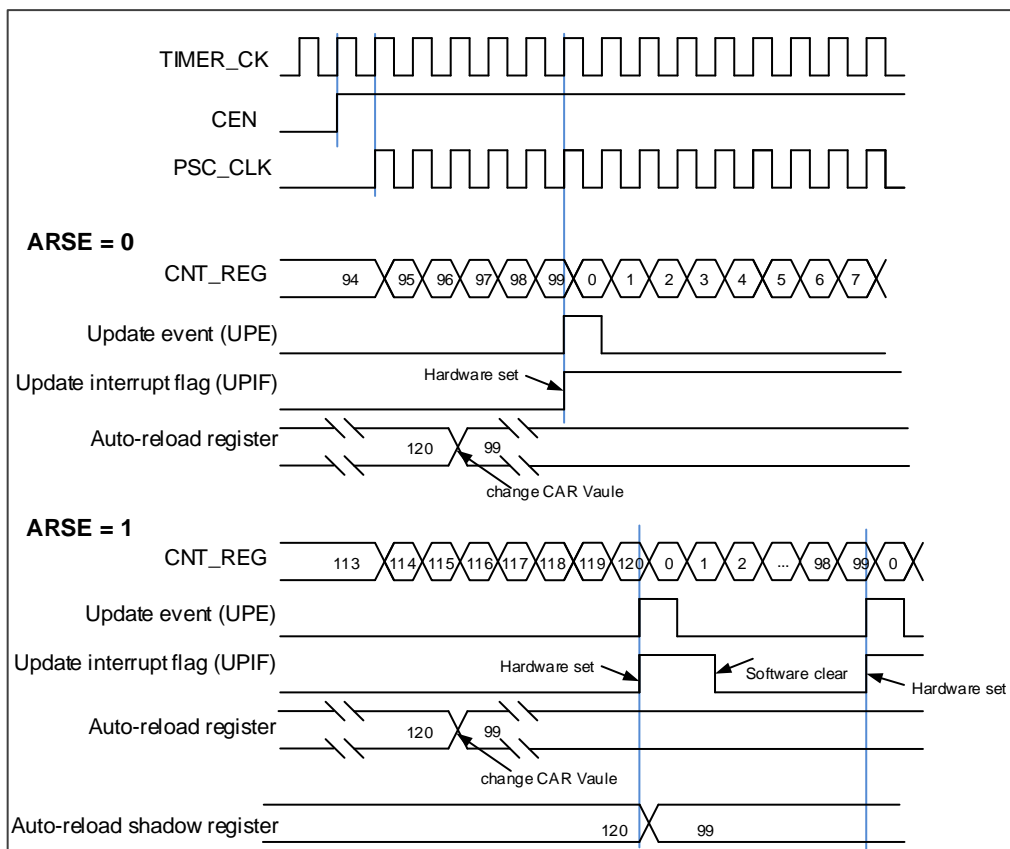 TIMER_CK
CEN
PSC_CLK
ARSE = 0
CNT_REG 94 95 96 97 98 99 0 1 2 3 4 5 6 7
Update event (UPE)
Update interrupt flag (UPIF) Hardware set
Auto-reload register 120 99
change CAR Vaule
ARSE = 1
CNT_REG 113 114 115 116 117 118 119 120 0 1 2 ... 98 99 0
Update event (UPE)
Update interrupt flag (UPIF) Hardware set Software clear Hardware set
Auto-reload register 120 99
change CAR Vaule
Auto-reload shadow register 120 99